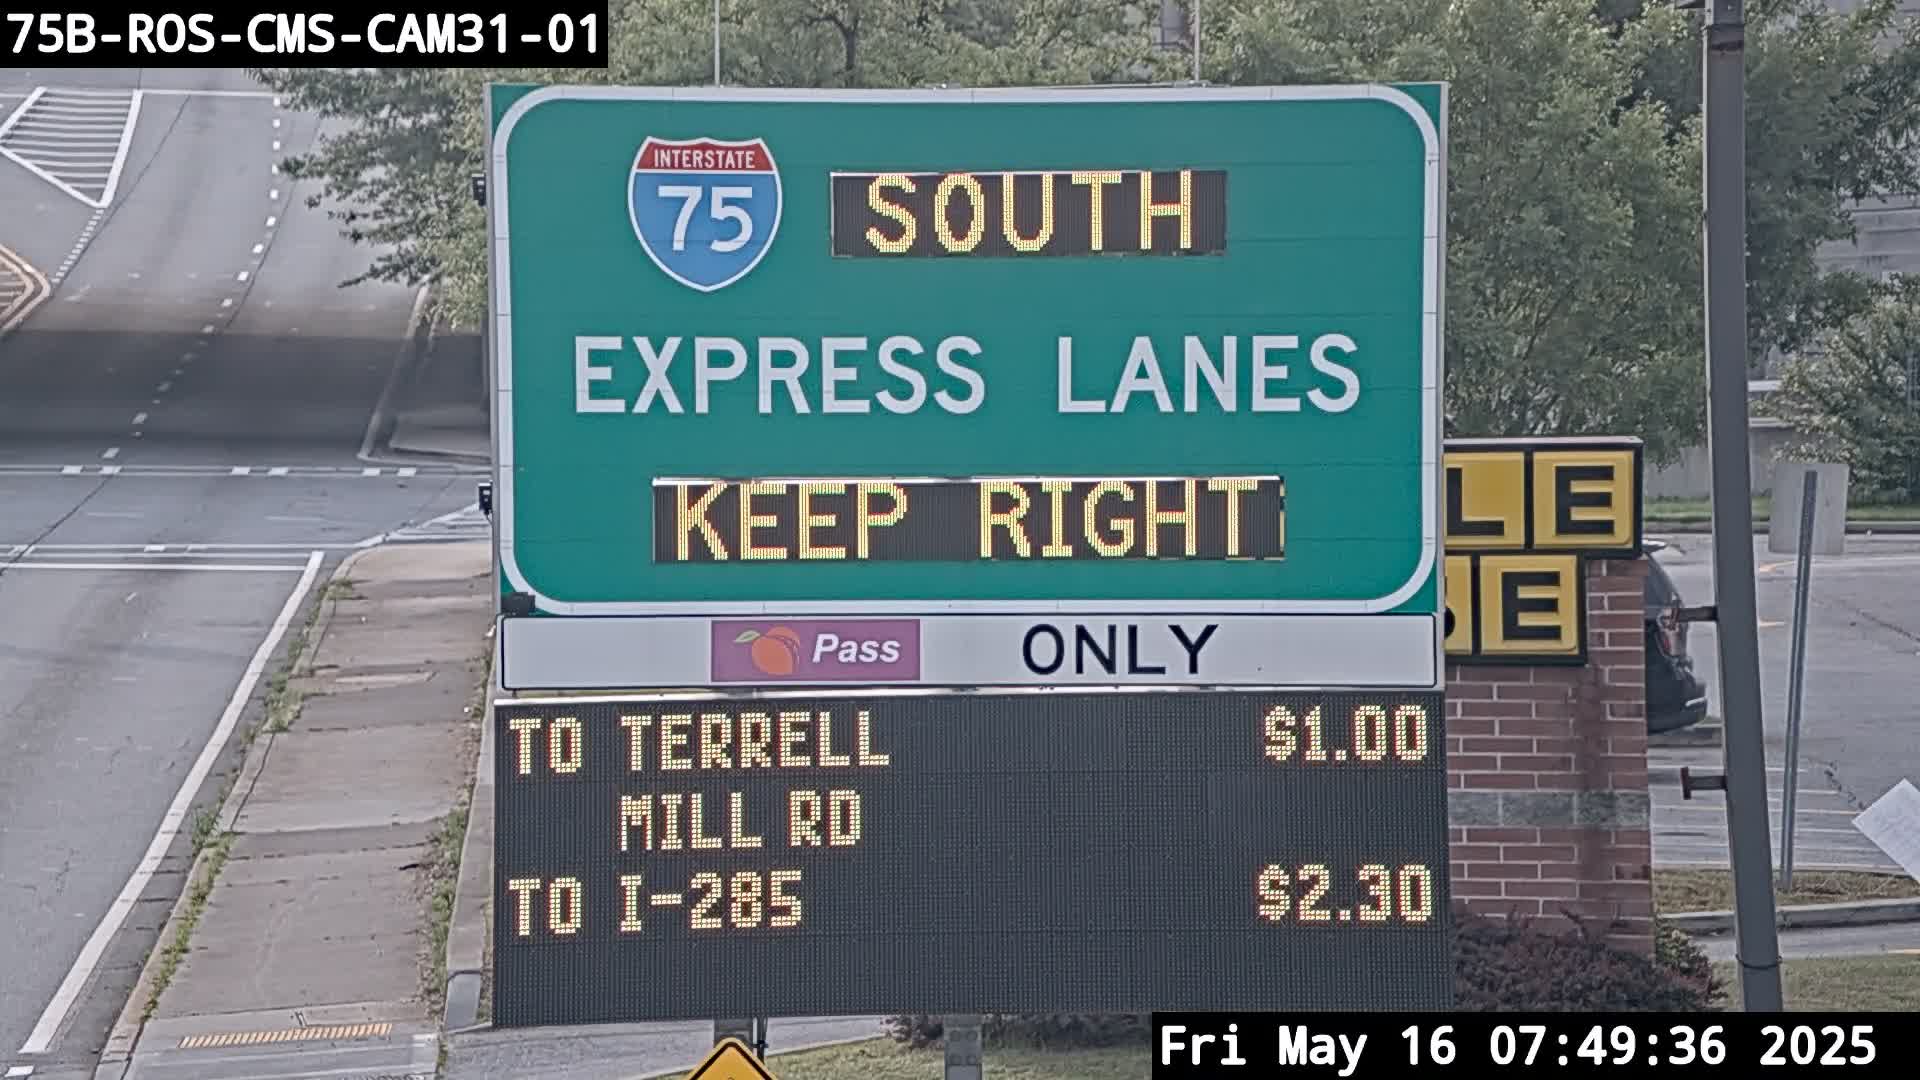 75B-ROS-CMS-CAM31-01
INTERSTATE
75
SOUTH
EXPRESS LANES
KEEP RIGHT
Pass ONLY
TO TERRELL $1.00
MILL RD
TO I-285 $2.30
LE
E
Fri May 16 07:49:36 2025